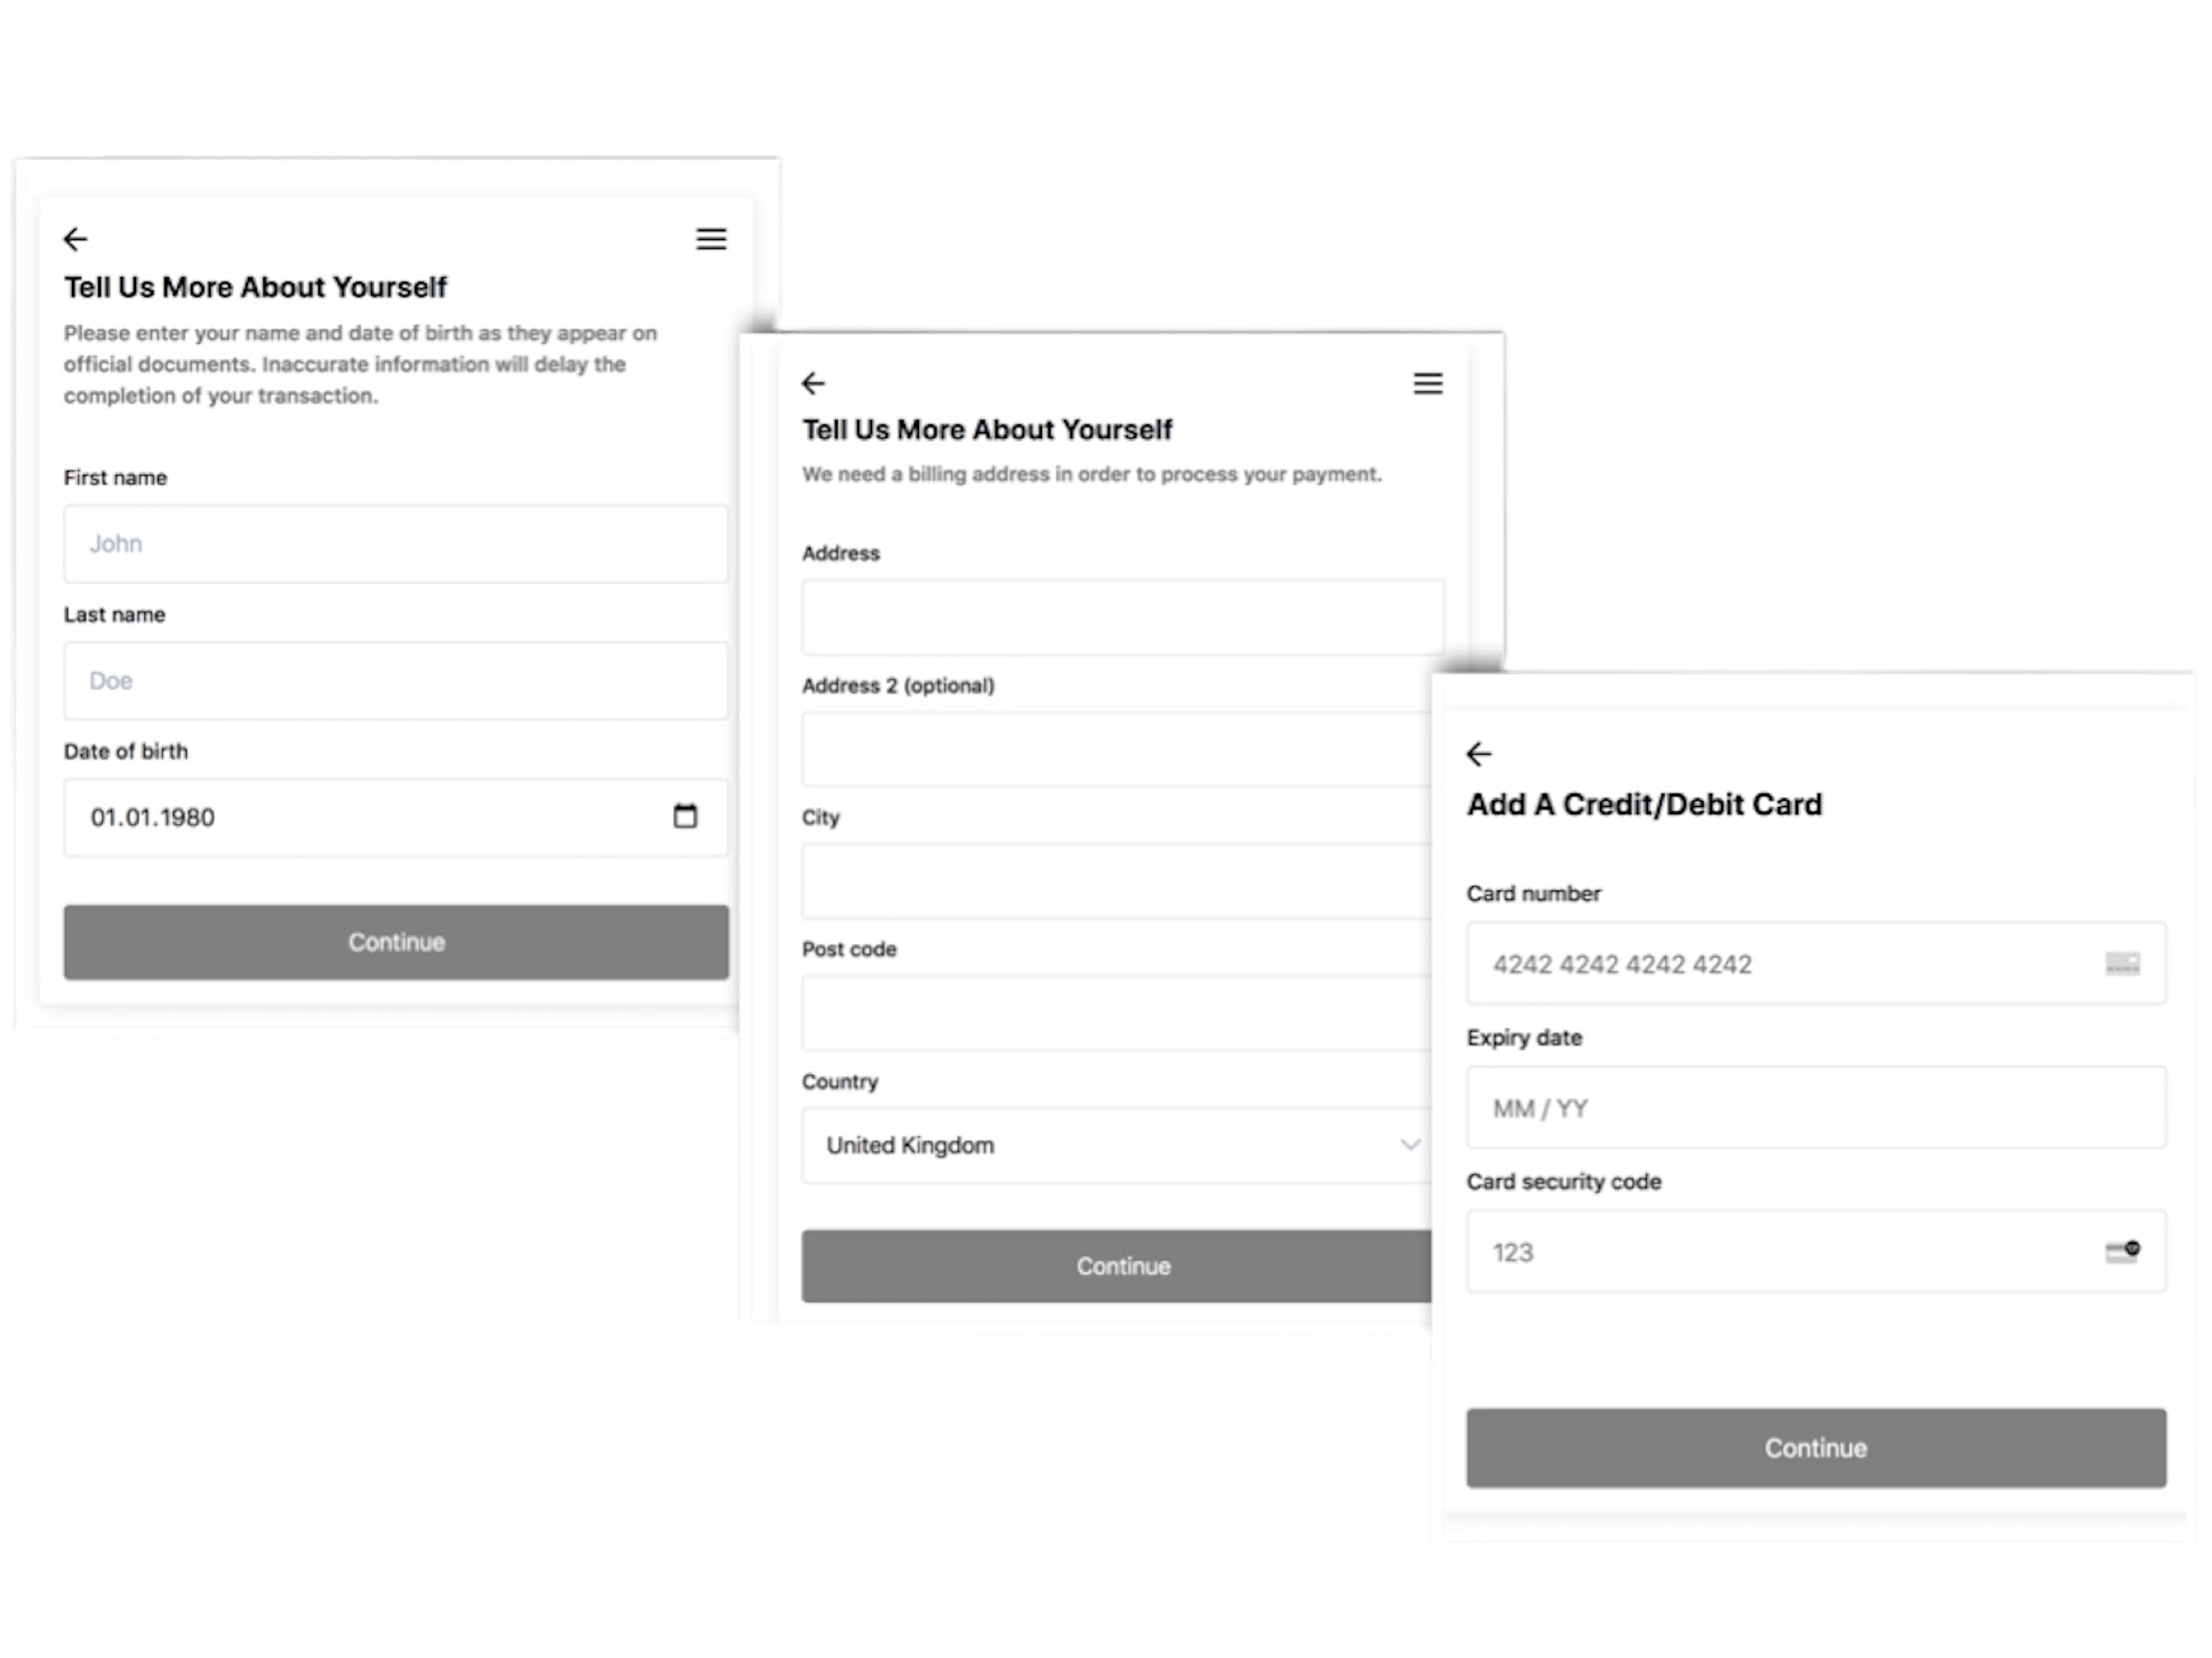 Tell Us More About Yourself
Please enter your name and date of birth as they appear on
official documents. Inaccurate information will delay the
completion of your transaction.
First name
John
Last name
Doe
Date of birth
01.01.1980
Continue
Tell Us More About Yourself
We need a billing address in order to process your payment.
Address
Address 2 (optional)
City
Post code
Country
United Kingdom
Continue
Add A Credit/Debit Card
Card number
4242 4242 4242 4242
Expiry date
MM / YY
Card security code
123
Continue